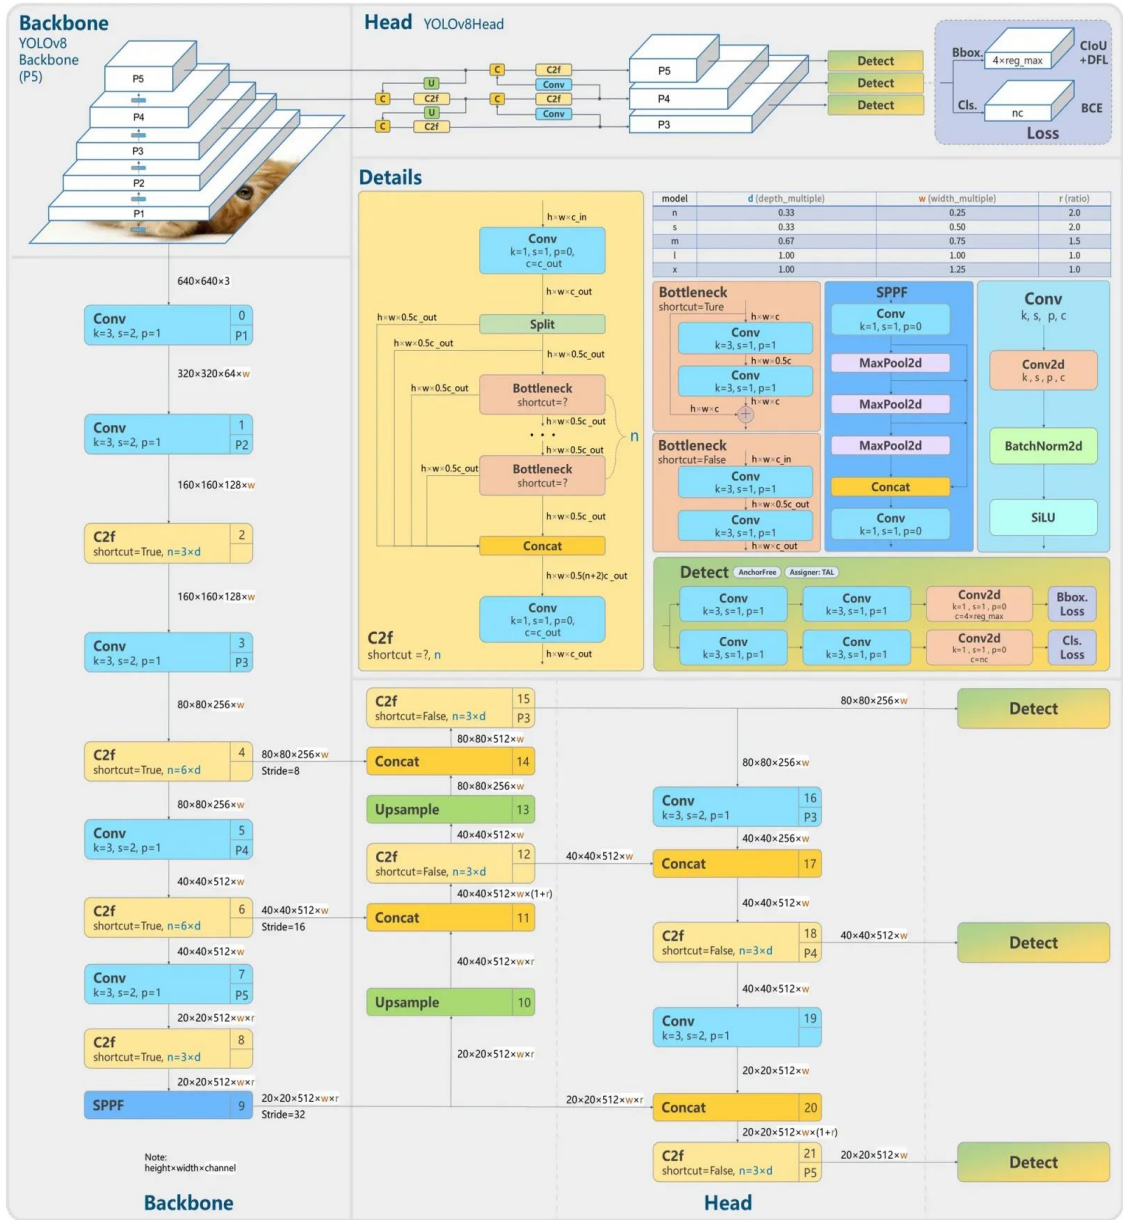 Backbone
YOLOv8
Backbone
(P5)
P5
P4
P3
P2
P1
Head YOLOv8Head
C C2f
U Conv
C C2f C C2f
U Conv
C C2f
P5
P4
P3
Detect
Detect
Detect
Bbox.
4×reg_max
CIoU
+DFL
Cls.
nc
BCE
Loss
640×640×3
Conv
k=3, s=2, p=1
0
P1
320×320×64×w
Conv
k=3, s=2, p=1
1
P2
160×160×128×w
C2f
shortcut=True, n=3×d
2
160×160×128×w
Conv
k=3, s=2, p=1
3
P3
80×80×256×w
C2f
shortcut=True, n=6×d
4
80×80×256×w
Stride=8
80×80×256×w
Conv
k=3, s=2, p=1
5
P4
40×40×512×w
C2f
shortcut=True, n=6×d
6
40×40×512×w
Stride=16
40×40×512×w
Conv
k=3, s=2, p=1
7
P5
20×20×512×w×r
C2f
shortcut=True, n=3×d
8
20×20×512×w×r
SPPF
9
20×20×512×w×r
Stride=32
Note:
height×width×channel
Backbone
Details
h×w×c_in
Conv
k=1, s=1, p=0,
c=c_out
h×w×c_out
h×w×0.5c_out
Split
h×w×0.5c_out
h×w×0.5c_out
h×w×0.5c_out
Bottleneck
shortcut=?
h×w×0.5c_out
• • •
n
h×w×0.5c_out
h×w×0.5c_out
Bottleneck
shortcut=?
h×w×0.5c_out
Concat
h×w×0.5(n+2)c_out
Conv
k=1, s=1, p=0,
c=c_out
h×w×c_out
C2f
shortcut =?, n
model d (depth_multiple) w (width_multiple) r (ratio)
n 0.33 0.25 2.0
s 0.33 0.50 2.0
m 0.67 0.75 1.5
l 1.00 1.00 1.0
x 1.00 1.25 1.0
Bottleneck
shortcut=Ture
h×w×c
Conv
k=3, s=1, p=1
h×w×0.5c
Conv
k=3, s=1, p=1
h×w×c
h×w×c
+
Bottleneck
shortcut=False
h×w×c_in
Conv
k=3, s=1, p=1
h×w×0.5c_out
Conv
k=3, s=1, p=1
h×w×c_out
SPPF
Conv
k=1, s=1, p=0
MaxPool2d
MaxPool2d
MaxPool2d
Concat
Conv
k=1, s=1, p=0
Conv
k, s, p, c
Conv2d
k, s, p, c
BatchNorm2d
SiLU
Detect AnchorFree Assigner: TAL
Conv
k=3, s=1, p=1
Conv
k=3, s=1, p=1
Conv2d
k=1, s=1, p=0
c=4×reg_max
Bbox.
Loss
Conv
k=3, s=1, p=1
Conv
k=3, s=1, p=1
Conv2d
k=1, s=1, p=0
c=nc
Cls.
Loss
C2f
shortcut=False, n=3×d
15
P3
80×80×512×w
Concat
14
80×80×256×w
Upsample
13
40×40×512×w
C2f
shortcut=False, n=3×d
12
40×40×512×w
40×40×512×w×(1+r)
Concat
11
40×40×512×w×r
Upsample
10
20×20×512×w×r
80×80×256×w
Detect
80×80×256×w
Conv
k=3, s=2, p=1
16
P3
40×40×256×w
Concat
17
40×40×512×w
C2f
shortcut=False, n=3×d
18
P4
40×40×512×w
Detect
40×40×512×w
Conv
k=3, s=2, p=1
19
20×20×512×w
20×20×512×w×r
Concat
20
20×20×512×w×(1+r)
C2f
shortcut=False, n=3×d
21
P5
20×20×512×w
Detect
Head